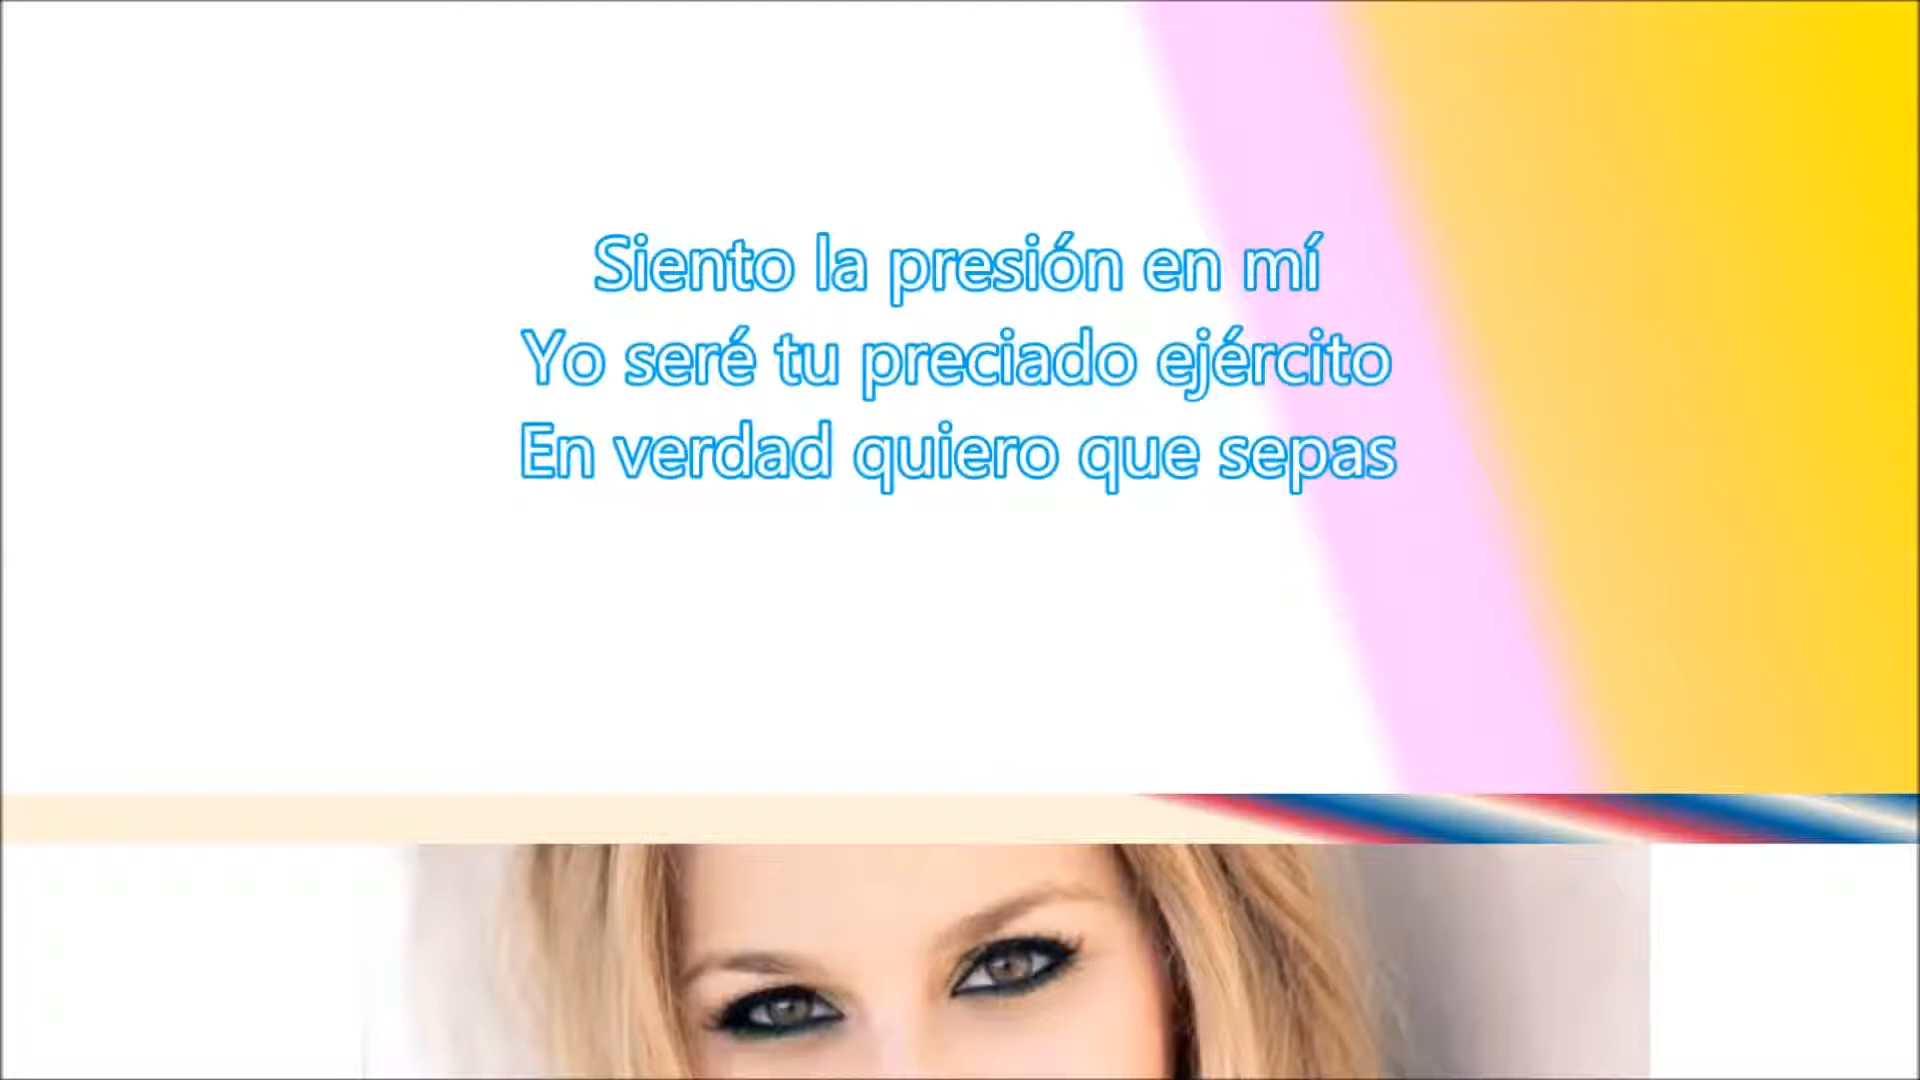 Siento la presión en mí
Yo seré tu preciado ejército
En verdad quiero que sepas